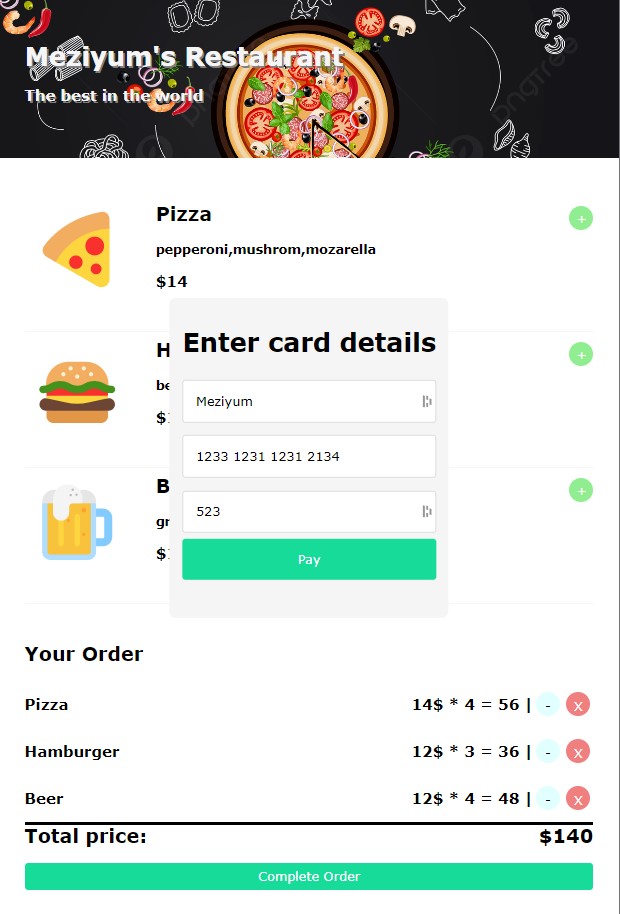 Meziyum's Restaurant
The best in the world
pngtree
Pizza
+
pepperoni,mushrom,mozarella
$14
Enter card details
H
+
be
$1
Meziyum
1233 1231 1231 2134
B
+
523
gr
$1
Pay
Your Order
Pizza 14$ * 4 = 56 | - x
Hamburger 12$ * 3 = 36 | - x
Beer 12$ * 4 = 48 | - x
Total price: $140
Complete Order